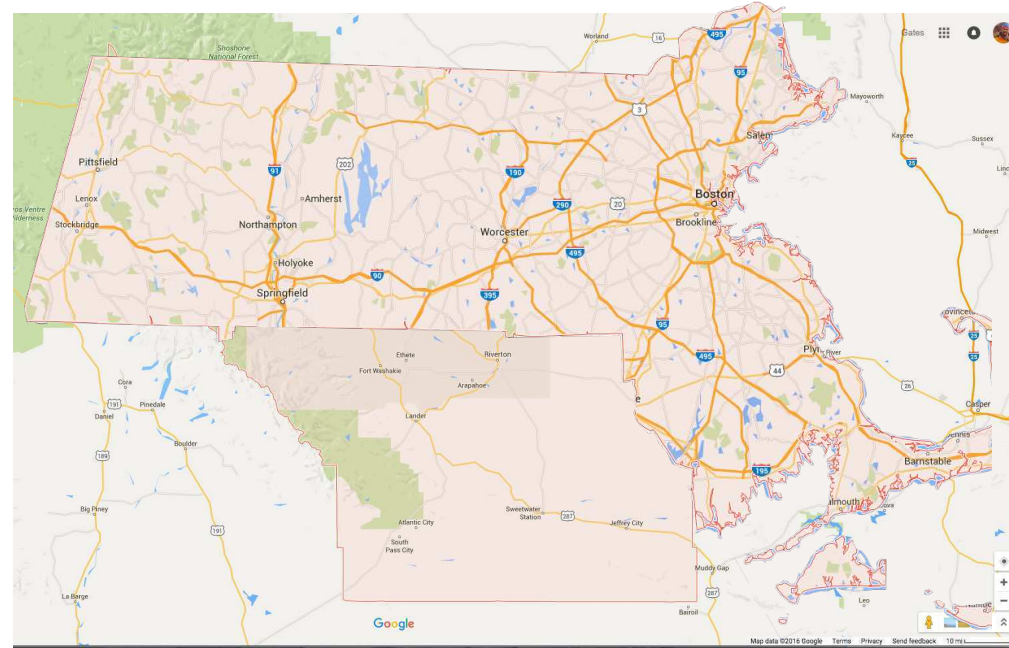 Shoshone
National Forest
Worland
16
495
Gates
95
3
Mayoworth
Salem
Kaycee
Sussex
25
Pittsfield
91
202
190
Boston
Lenox
Amherst
290
20
Stockbridge
Northampton
Brookline
Worcester
Midwest
495
Holyoke
90
Springfield
395
95
25
Ethete
Riverton
495
River
25
Fort Washakie
44
Cora
Arapahoe
26
191
Pinedale
Casper
Daniel
Lander
Boulder
189
Barnstable
195
Big Piney
Sweetwater
Station
287
Atlantic City
Jeffrey City
191
South
Pass City
Muddy Gap
La Barge
287
Leo
Bairoil
Google
Map data ©2016 Google Terms Privacy Send feedback 10 mi